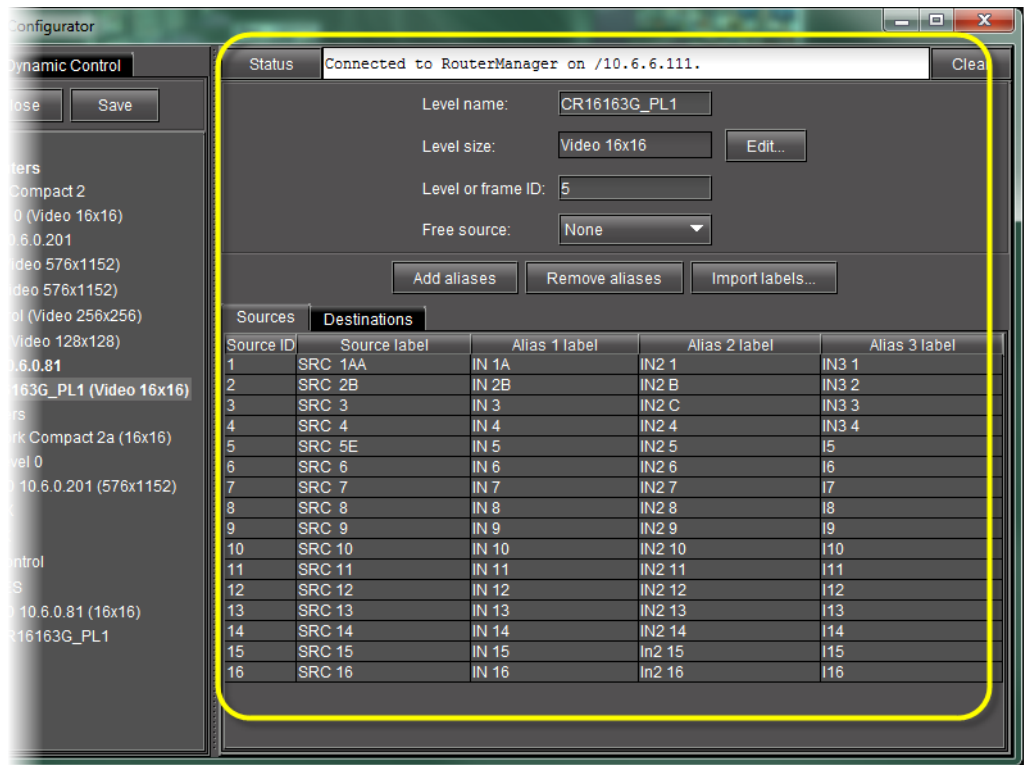 Configurator
Dynamic Control
Save
Compact 2
0 (Video 16x16)
.6.0.201
ideo 576x1152)
deo 576x1152)
ol (Video 256x256)
Video 128x128)
.6.0.81
163G_PL1 (Video 16x16)
rk Compact 2a (16x16)
vel 0
10.6.0.201 (576x1152)
ntrol
10.6.0.81 (16x16)
R16163G_PL1
Status Connected to RouterManager on /10.6.6.111. Clear
Level name: CR16163G_PL1
Level size: Video 16x16 Edit...
Level or frame ID: 5
Free source: None
Add aliases Remove aliases Import labels...
Sources Destinations
Source ID Source label Alias 1 label Alias 2 label Alias 3 label
1 SRC 1AA IN 1A IN2 1 IN3 1
2 SRC 2B IN 2B IN2 B IN3 2
3 SRC 3 IN 3 IN2 C IN3 3
4 SRC 4 IN 4 IN2 4 IN3 4
5 SRC 5E IN 5 IN2 5 I5
6 SRC 6 IN 6 IN2 6 I6
7 SRC 7 IN 7 IN2 7 I7
8 SRC 8 IN 8 IN2 8 I8
9 SRC 9 IN 9 IN2 9 I9
10 SRC 10 IN 10 IN2 10 I10
11 SRC 11 IN 11 IN2 11 I11
12 SRC 12 IN 12 IN2 12 I12
13 SRC 13 IN 13 IN2 13 I13
14 SRC 14 IN 14 IN2 14 I14
15 SRC 15 IN 15 In2 15 I15
16 SRC 16 IN 16 In2 16 I16